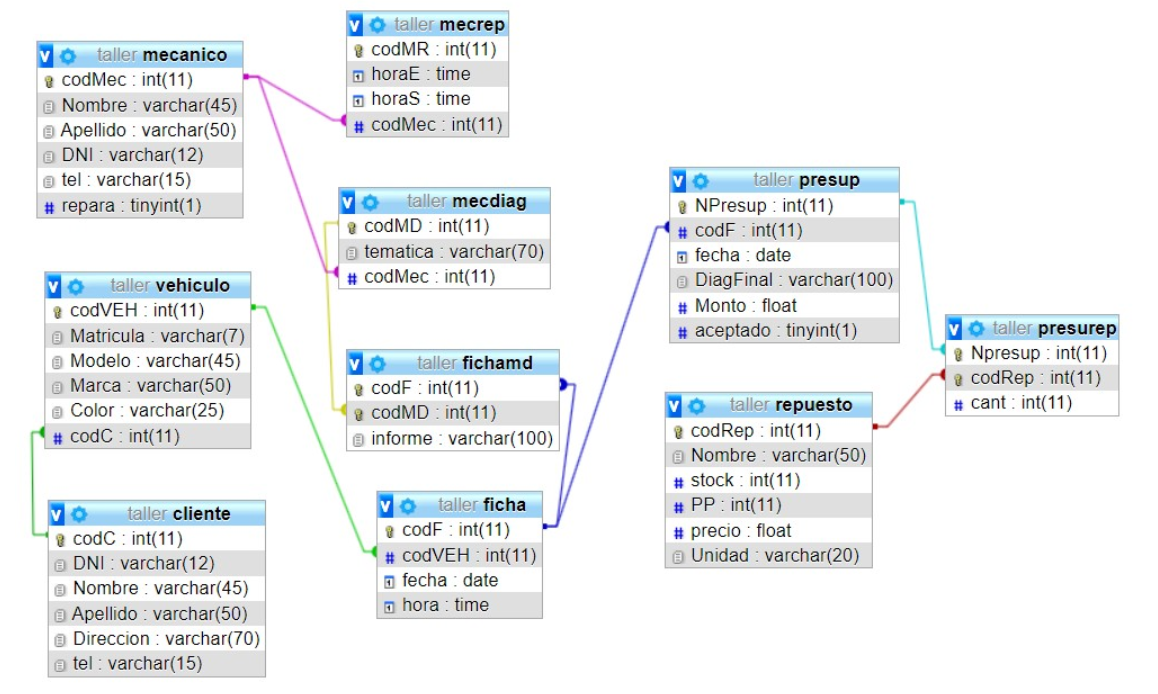 taller mecrep
codMR : int(11)
horaE : time
horaS : time
codMec : int(11)
taller mecanico
codMec : int(11)
Nombre : varchar(45)
Apellido : varchar(50)
DNI : varchar(12)
tel : varchar(15)
repara : tinyint(1)
taller mecdiag
codMD : int(11)
tematica : varchar(70)
codMec : int(11)
taller presup
NPresup : int(11)
codF : int(11)
fecha : date
DiagFinal : varchar(100)
Monto : float
aceptado : tinyint(1)
taller vehiculo
codVEH : int(11)
Matricula : varchar(7)
Modelo : varchar(45)
Marca : varchar(50)
Color : varchar(25)
codC : int(11)
taller presurep
Npresup : int(11)
codRep : int(11)
cant : int(11)
taller fichamd
codF : int(11)
codMD : int(11)
informe : varchar(100)
taller repuesto
codRep : int(11)
Nombre : varchar(50)
stock : int(11)
PP : int(11)
precio : float
Unidad : varchar(20)
taller ficha
codF : int(11)
codVEH : int(11)
fecha : date
hora : time
taller cliente
codC : int(11)
DNI : varchar(12)
Nombre : varchar(45)
Apellido : varchar(50)
Direccion : varchar(70)
tel : varchar(15)